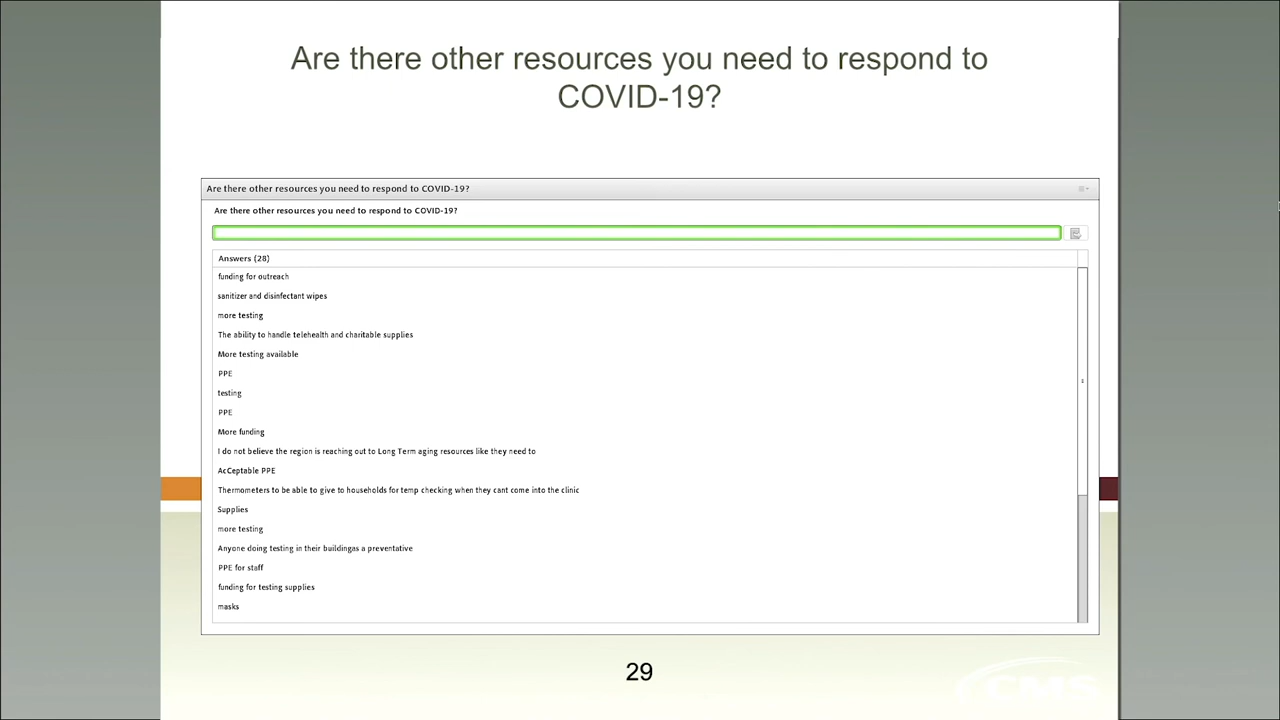 Are there other resources you need to respond to
COVID-19?
Are there other resources you need to respond to COVID-19?
Are there other resources you need to respond to COVID-19?
Answers (28)
funding for outreach
sanitizer and disinfectant wipes
more testing
The ability to handle telehealth and charitable supplies
More testing available
PPE
testing
PPE
More funding
I do not believe the region is reaching out to Long Term aging resources like they need to
AcCeptable PPE
Thermometers to be able to give to households for temp checking when they cant come into the clinic
Supplies
more testing
Anyone doing testing in their buildingas a preventative
PPE for staff
funding for testing supplies
masks
29
CMS